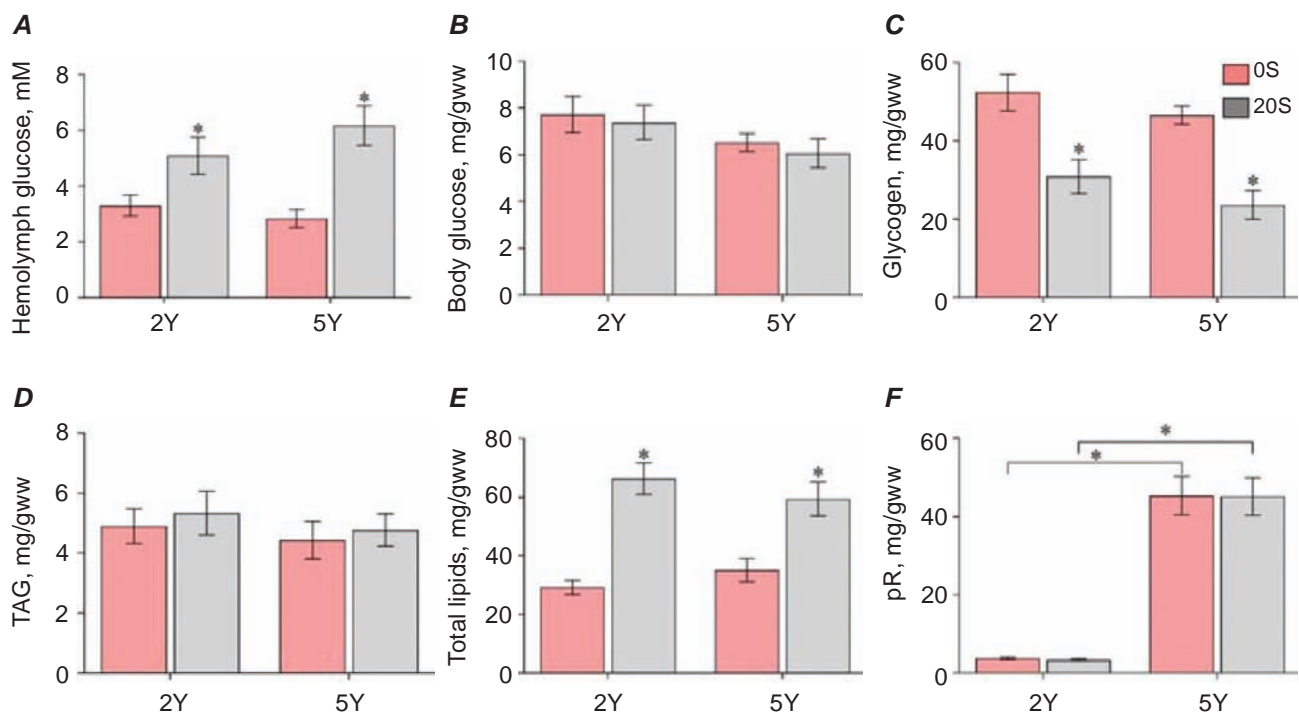 A
Hemolymph glucose, mM
8
6
4
2
0
*
*
2Y
5Y
B
Body glucose, mg/gww
10
8
6
4
2
0
2Y
5Y
C
Glycogen, mg/gww
60
40
20
0
*
*
0S
20S
2Y
5Y
D
TAG, mg/gww
8
6
4
2
0
2Y
5Y
E
Total lipids, mg/gww
80
60
40
20
0
*
*
2Y
5Y
F
pR, mg/gww
60
40
20
0
*
*
2Y
5Y